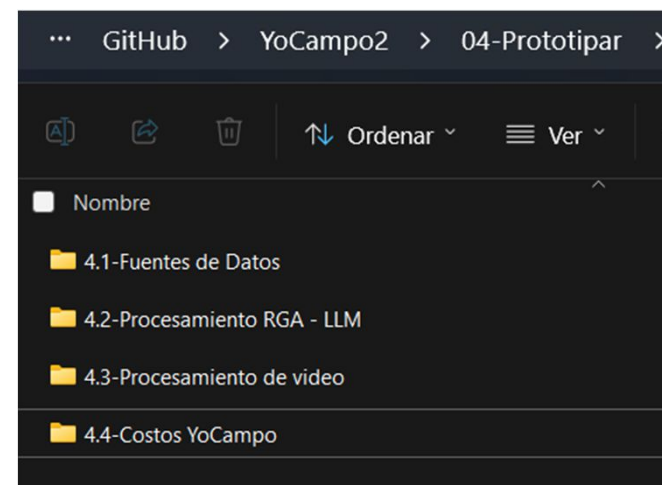 ··· GitHub > YoCampo2 > 04-Prototipar >
Ordenar Ver
Nombre
4.1-Fuentes de Datos
4.2-Procesamiento RGA - LLM
4.3-Procesamiento de video
4.4-Costos YoCampo